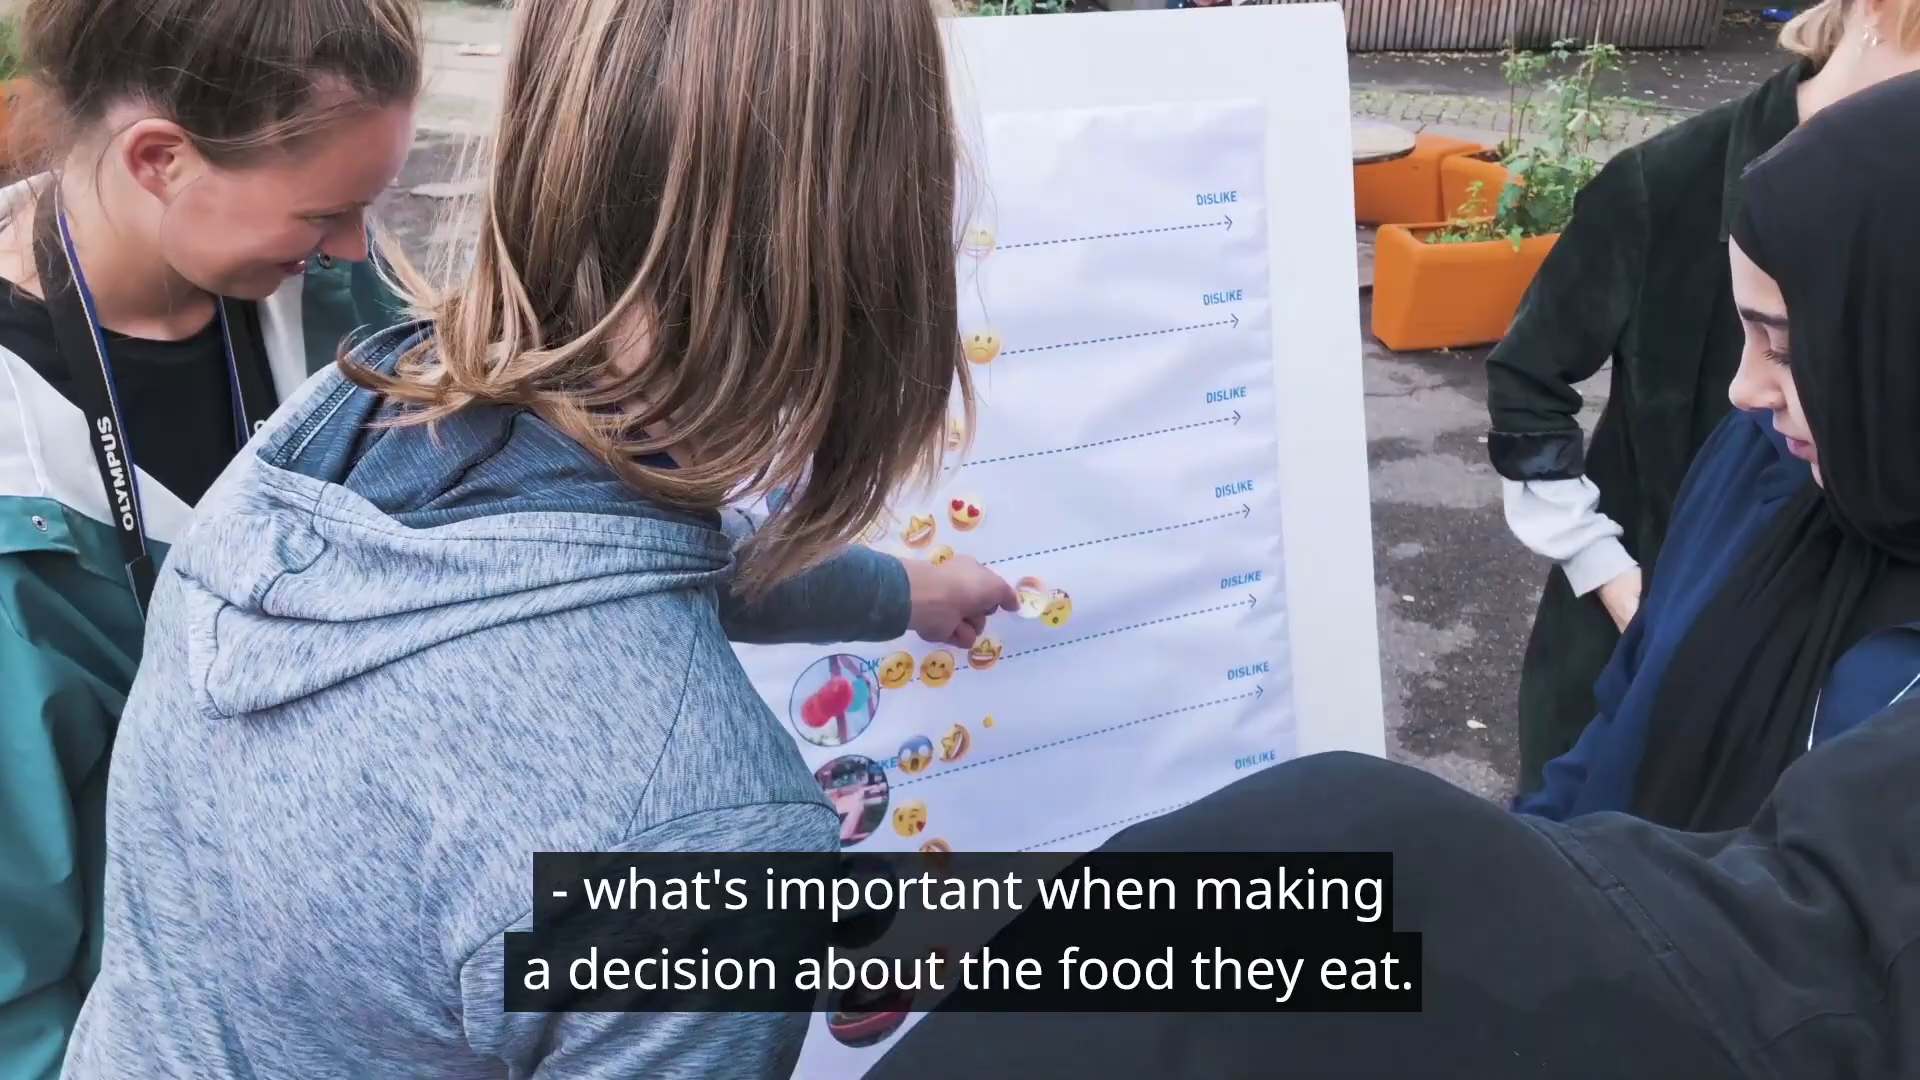 DISLIKE
DISLIKE
DISLIKE
DISLIKE
DISLIKE
DISLIKE
DISLIKE
OLYMPUS
- what's important when making
a decision about the food they eat.